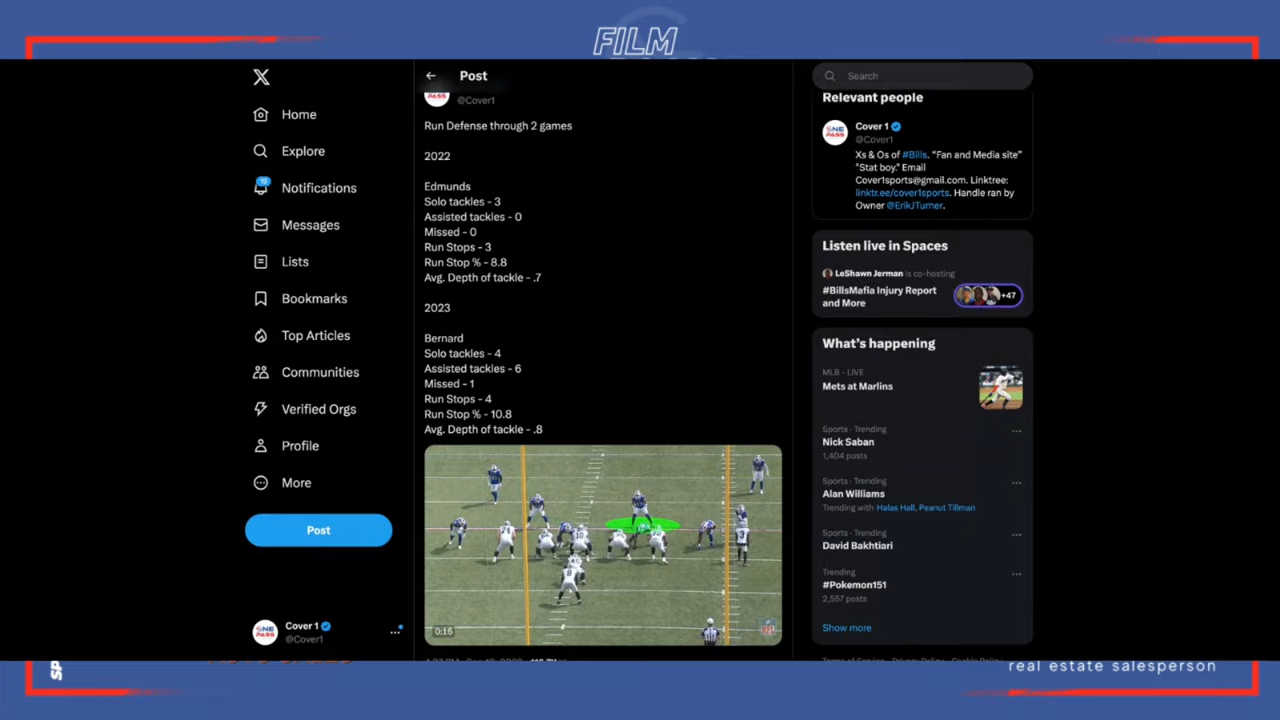 FILM
Post
@Cover1
Run Defense through 2 games
2022
Edmunds
Solo tackles - 3
Assisted tackles - 0
Missed - 0
Run Stops - 3
Run Stop % - 8.8
Avg. Depth of tackle - .7
2023
Bernard
Solo tackles - 4
Assisted tackles - 6
Missed - 1
Run Stops - 4
Run Stop % - 10.8
Avg. Depth of tackle - .8
0:16
Home
Explore
Notifications
Messages
Lists
Bookmarks
Top Articles
Communities
Verified Orgs
Profile
More
Post
Cover 1
@Cover1
Search
Relevant people
Cover 1
@Cover1
Xs & Os of #Bills. "Fan and Media site"
"Stat boy." Email
Cover1sports@gmail.com. Linktree:
linktr.ee/cover1sports. Handle ran by
Owner @ErikJTurner.
Listen live in Spaces
LeShawn Jerman is co-hosting
#BillsMafia Injury Report
and More
+47
What's happening
MLB · LIVE
Mets at Marlins
Sports · Trending
Nick Saban
1,404 posts
Sports · Trending
Alan Williams
Trending with Halas Hall, Peanut Tillman
Sports · Trending
David Bakhtiari
Trending
#Pokemon151
2,557 posts
Show more
real estate salesperson